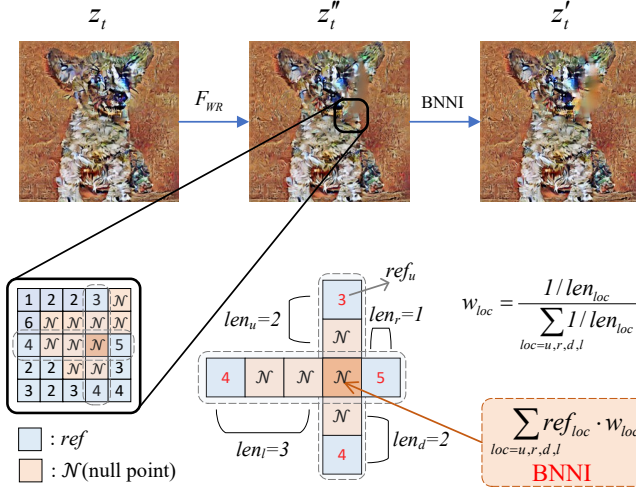 z_t z''_t z'_t
F_WR BNNI
1 2 2 3 𝒩
6 𝒩 𝒩 𝒩 𝒩
4 𝒩 𝒩 𝒩 5
2 2 𝒩 𝒩 3
3 2 3 4 4
: ref
: 𝒩(null point)
ref_u
3
len_u=2 len_r=1
𝒩
4 𝒩 𝒩 𝒩 5
𝒩
len_l=3 len_d=2
4
w_loc = (1/len_loc) / (∑_{loc=u,r,d,l} 1/len_loc)
∑_{loc=u,r,d,l} ref_loc · w_loc
BNNI